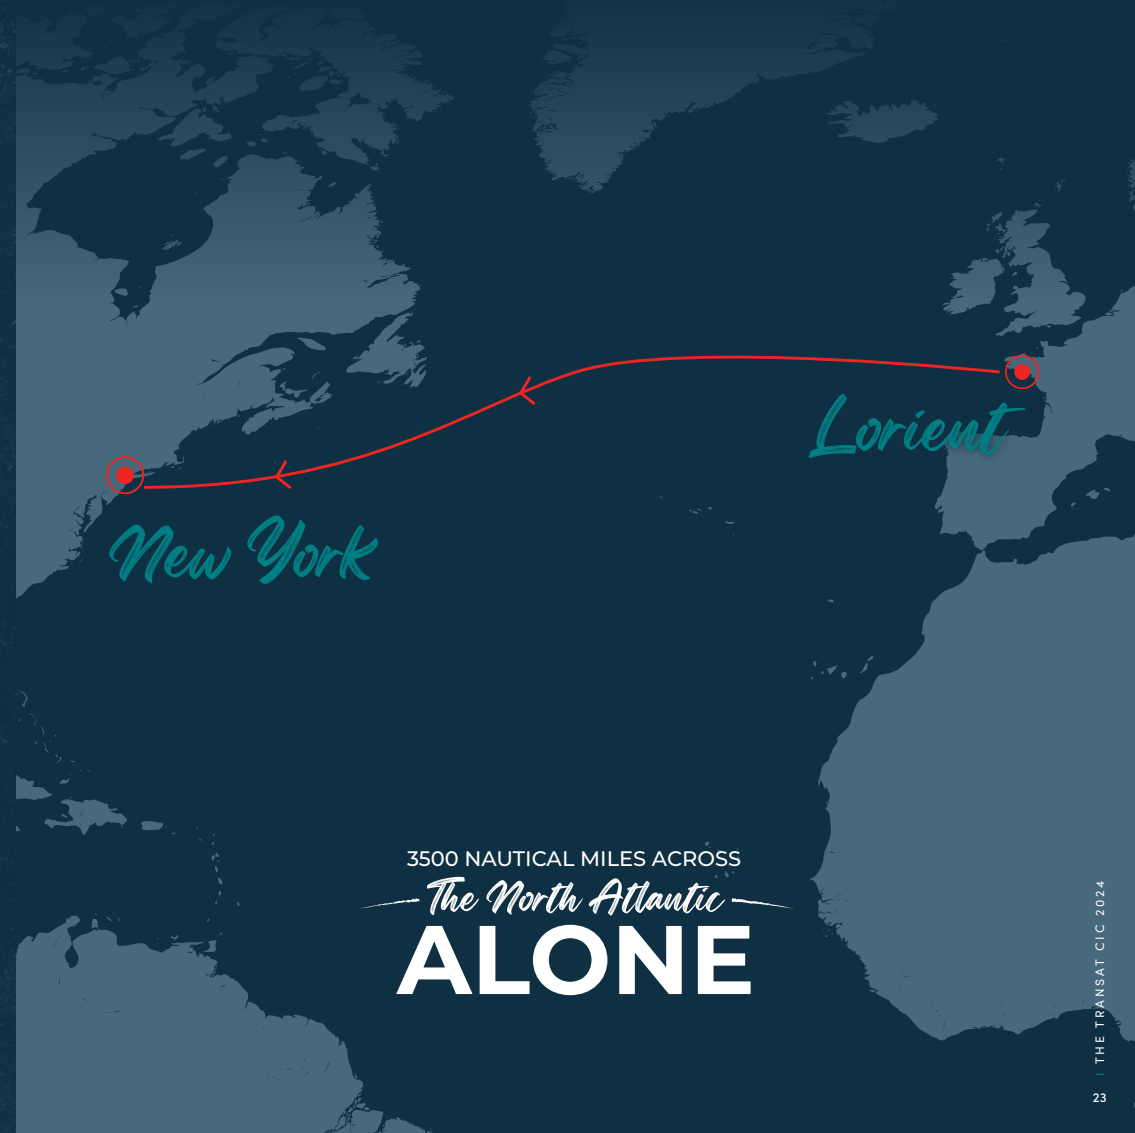 Lorient
New York
3500 NAUTICAL MILES ACROSS
The North Atlantic
ALONE
| THE TRANSAT CIC 2024
23